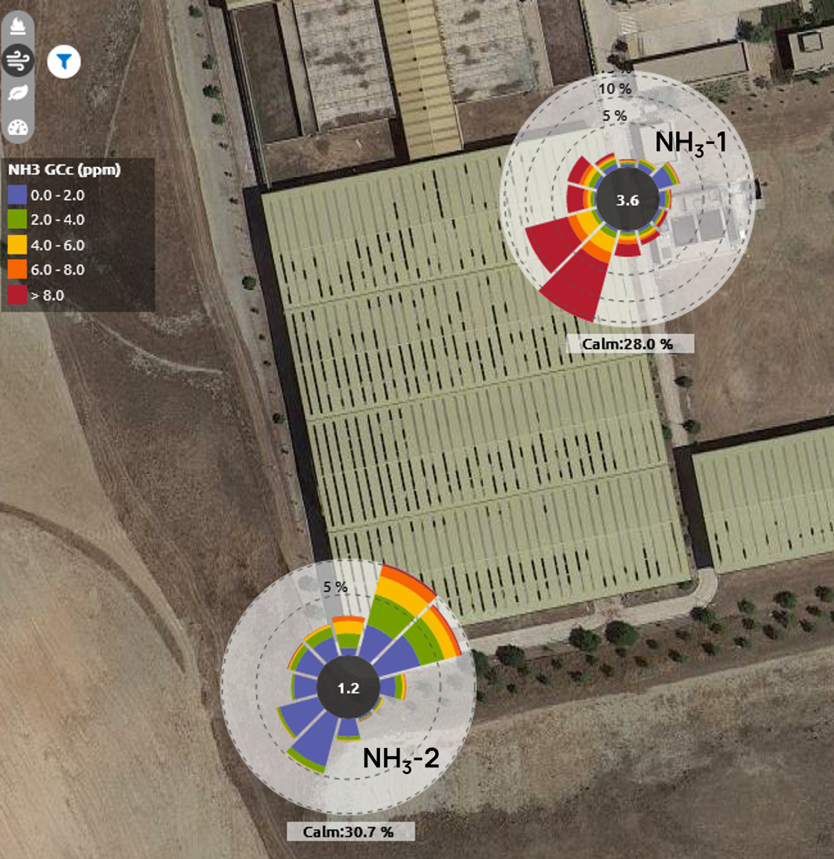 NH3 GCc (ppm)
0.0 - 2.0
2.0 - 4.0
4.0 - 6.0
6.0 - 8.0
> 8.0
10 %
5 %
NH₃-1
3.6
Calm:28.0 %
5 %
1.2
NH₃-2
Calm:30.7 %